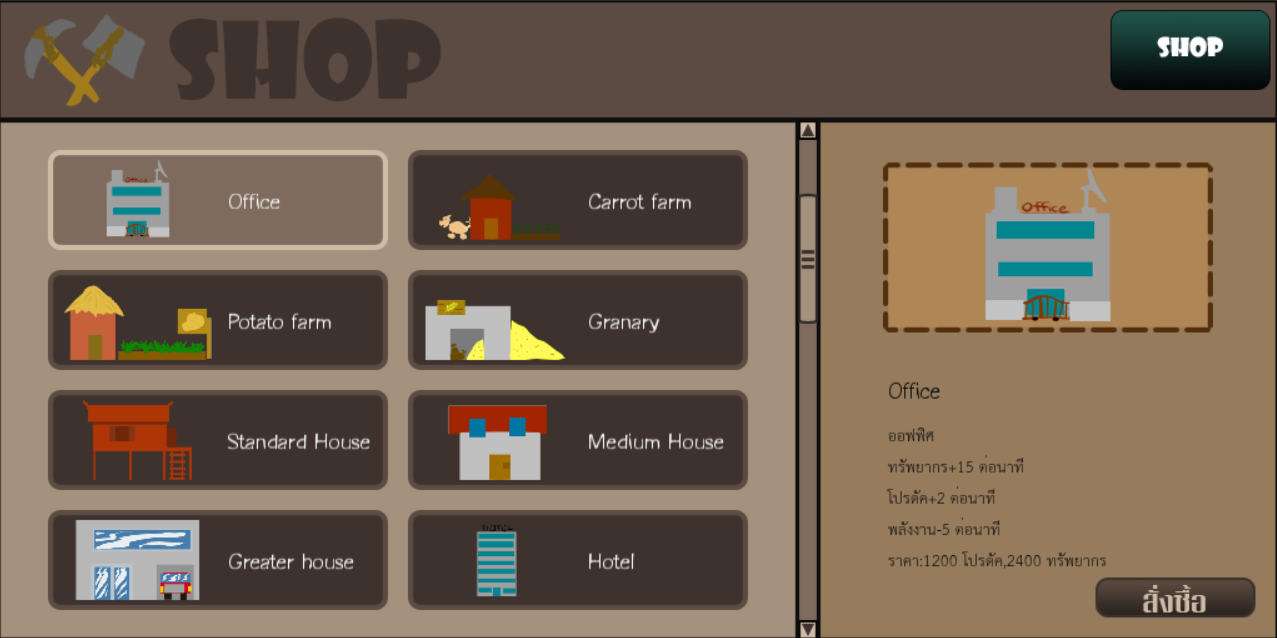 SHOP
SHOP
Office
Office
Carrot farm
Potato farm
Granary
Standard House
Medium House
Greater house
Hotel
Office
Office
ออฟฟิศ
ทรัพยากร+15 ต่อนาที
โปรดัค+2 ต่อนาที
พลังงาน-5 ต่อนาที
ราคา:1200 โปรดัค,2400 ทรัพยากร
สั่งซื้อ